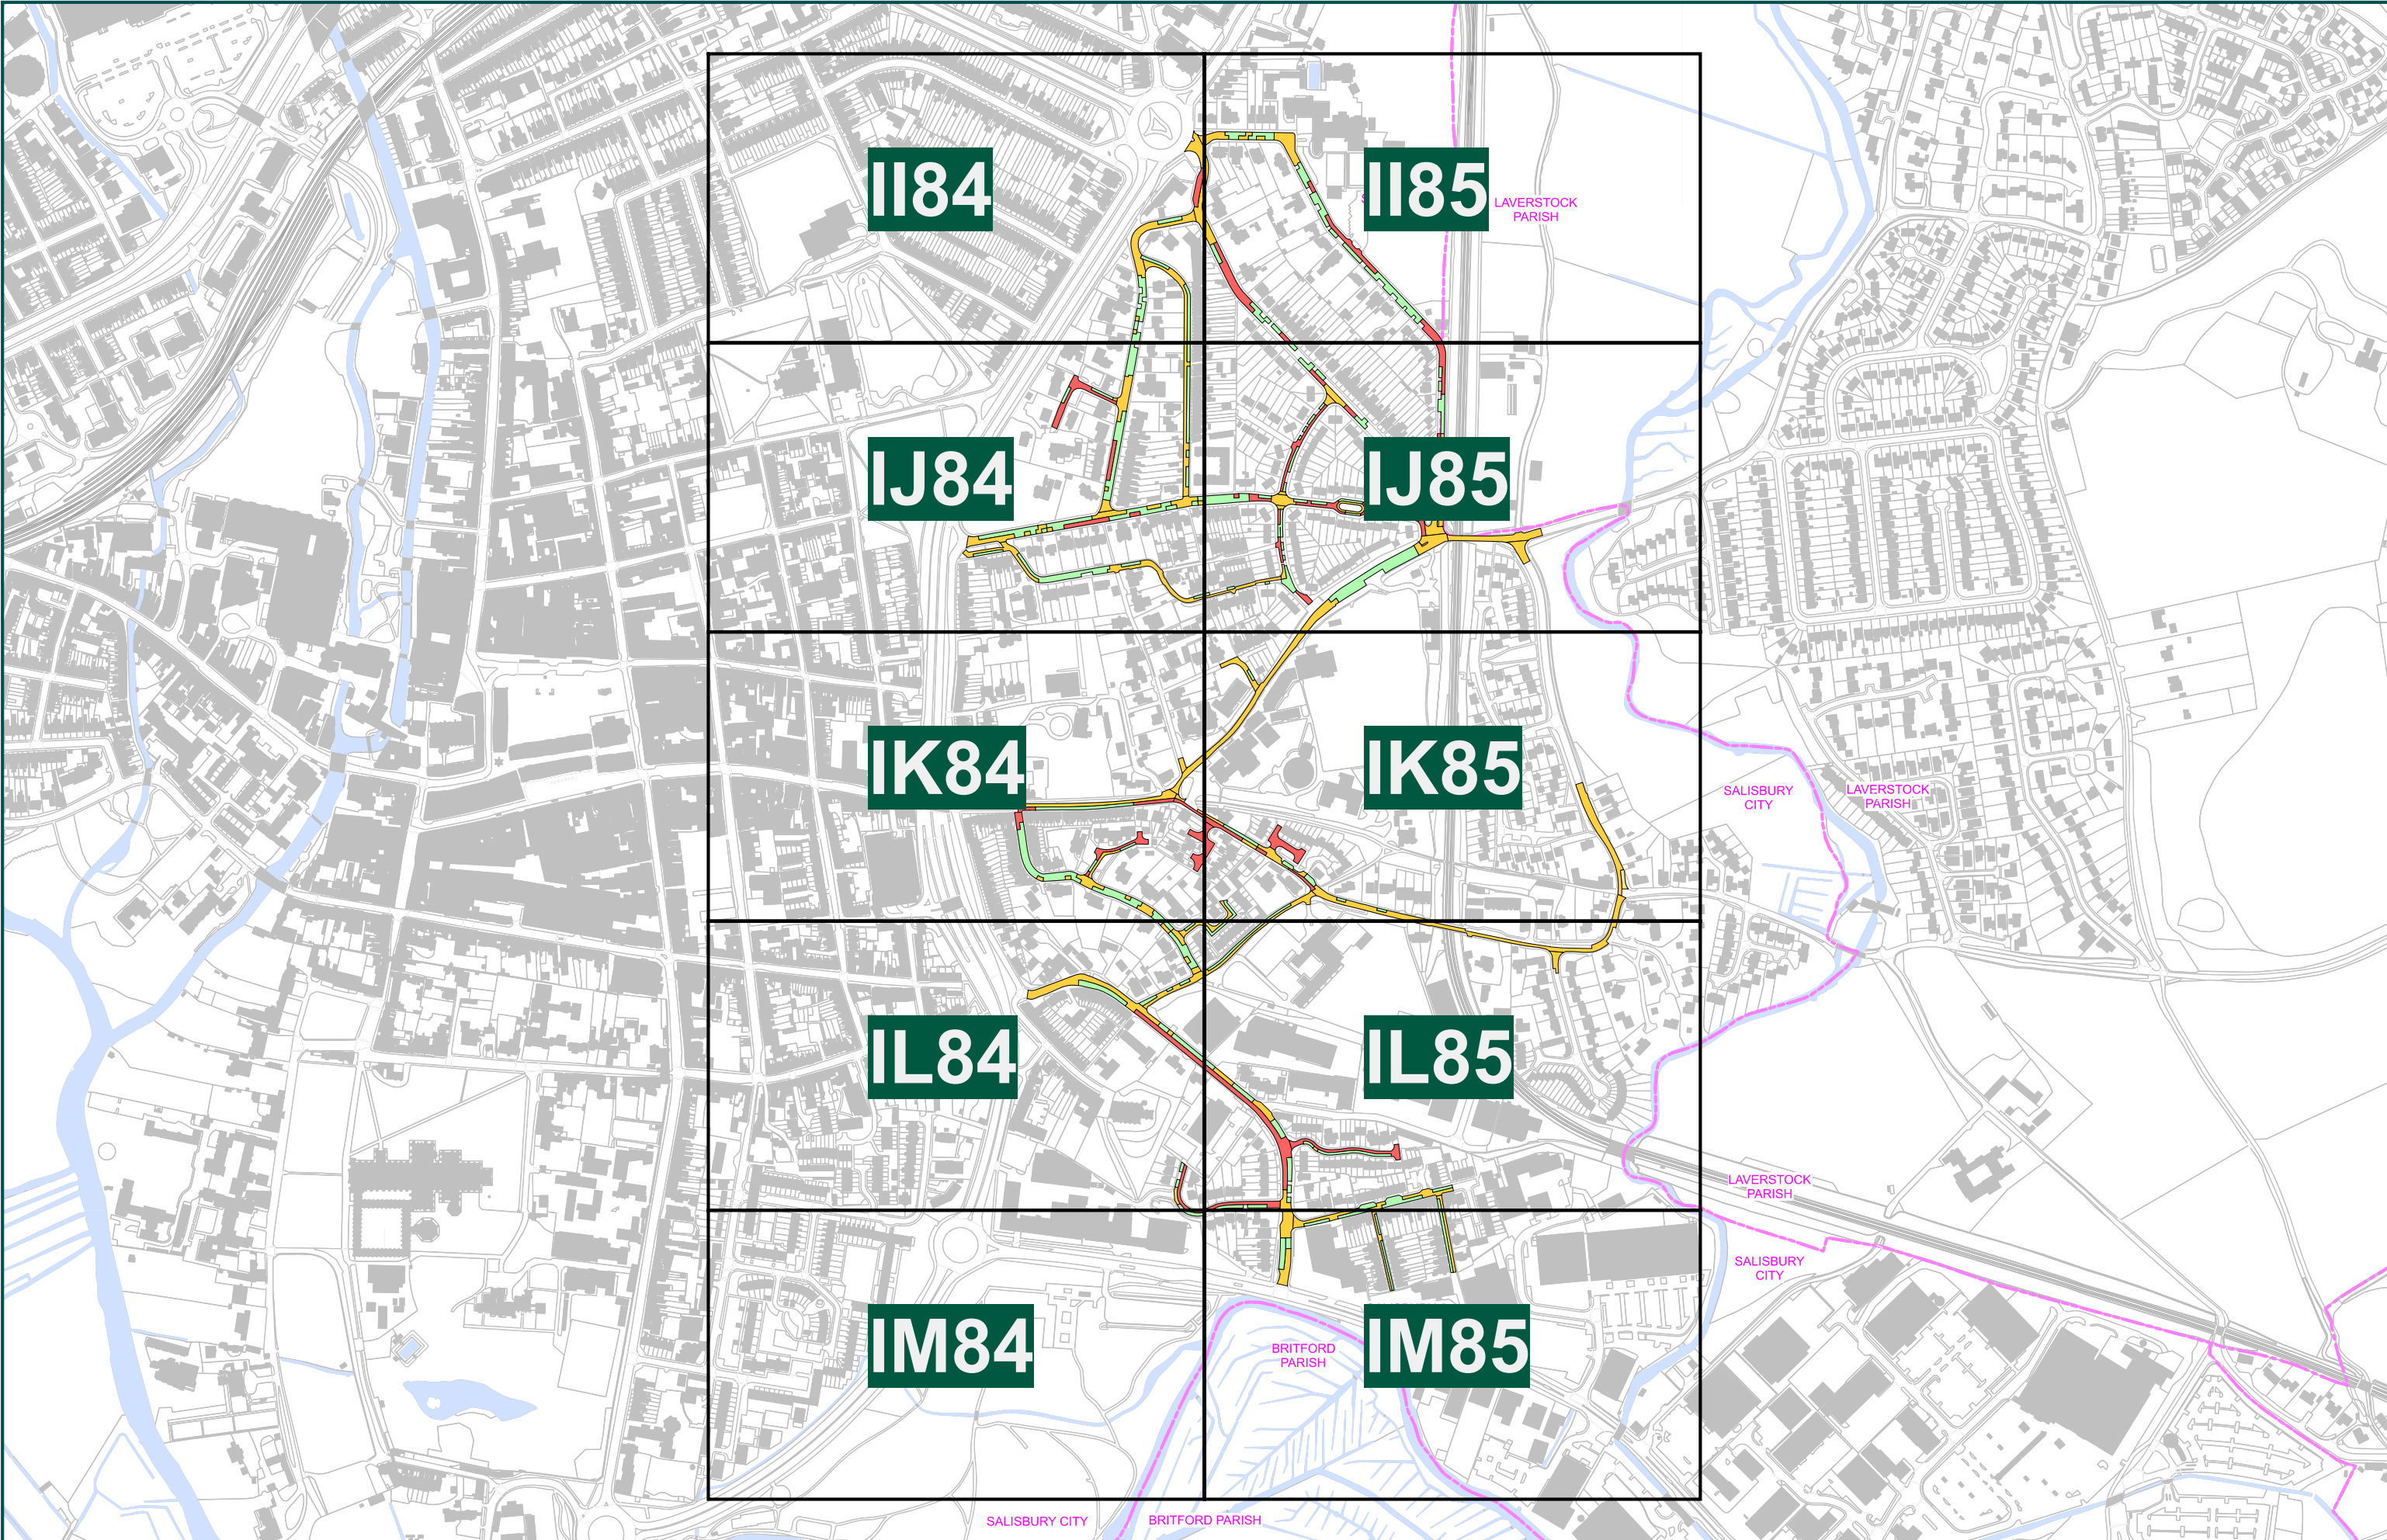 II84
II85
LAVERSTOCK
PARISH
IJ84
IJ85
IK84
IK85
SALISBURY
CITY
LAVERSTOCK
PARISH
IL84
IL85
LAVERSTOCK
PARISH
SALISBURY
CITY
IM84
IM85
BRITFORD
PARISH
SALISBURY CITY
BRITFORD PARISH